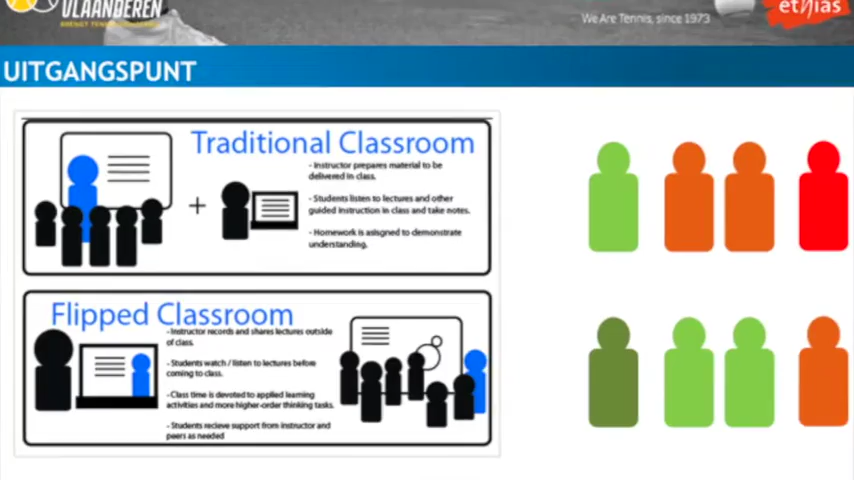 VLAANDEREN
We Are Tennis, since 1973
ethias
UITGANGSPUNT
Traditional Classroom
- Instructor prepares material to be
delivered in class.
- Students listen to lectures and other
guided instruction in class and take notes.
- Homework is asisgned to demonstrate
understanding.
+
Flipped Classroom
- Instructor records and shares lectures outside
of class.
- Students watch / listen to lectures before
coming to class.
- Class time is devoted to applied learning
activities and more higher-order thinking tasks.
- Students recieve support from instructor and
peers as needed